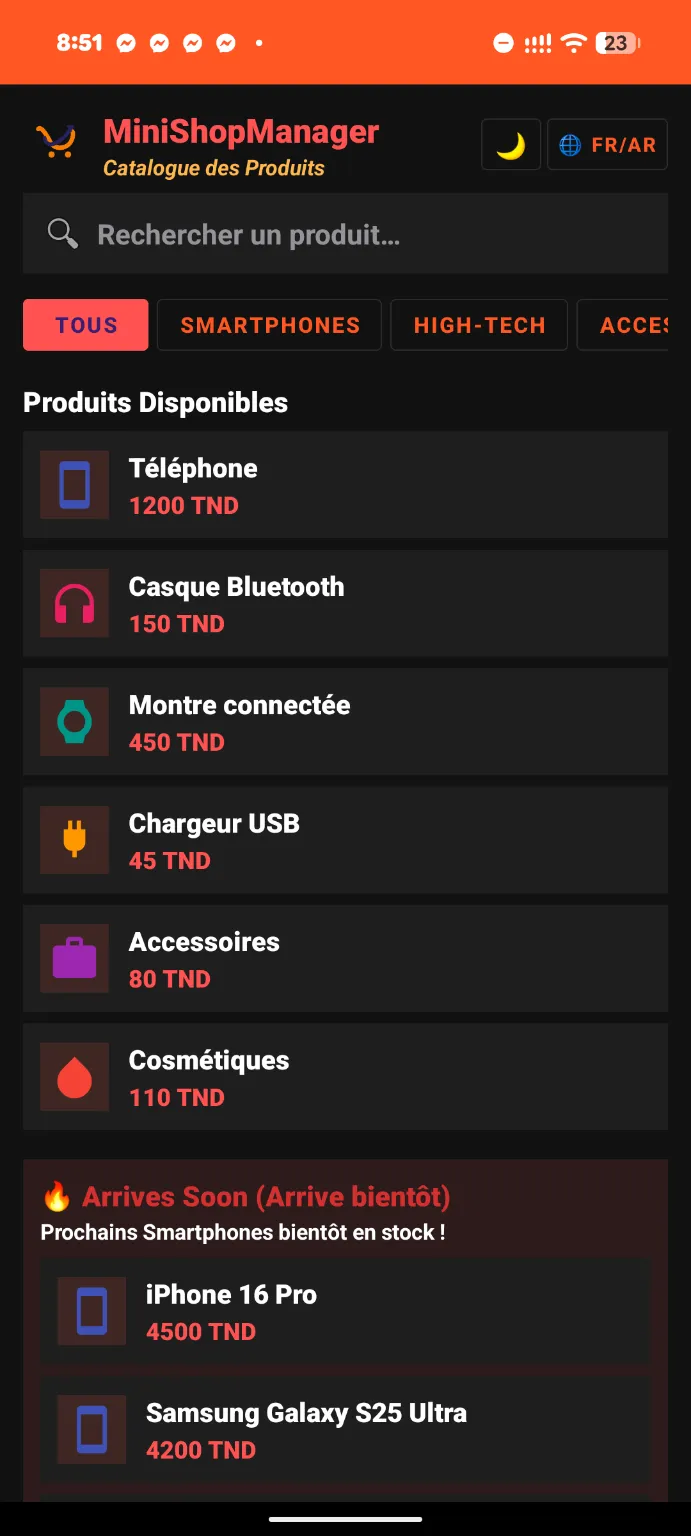 8:51
23
MiniShopManager
Catalogue des Produits
FR/AR
Rechercher un produit...
TOUS
SMARTPHONES
HIGH-TECH
ACCES
Produits Disponibles
Téléphone
1200 TND
Casque Bluetooth
150 TND
Montre connectée
450 TND
Chargeur USB
45 TND
Accessoires
80 TND
Cosmétiques
110 TND
🔥 Arrives Soon (Arrive bientôt)
Prochains Smartphones bientôt en stock !
iPhone 16 Pro
4500 TND
Samsung Galaxy S25 Ultra
4200 TND